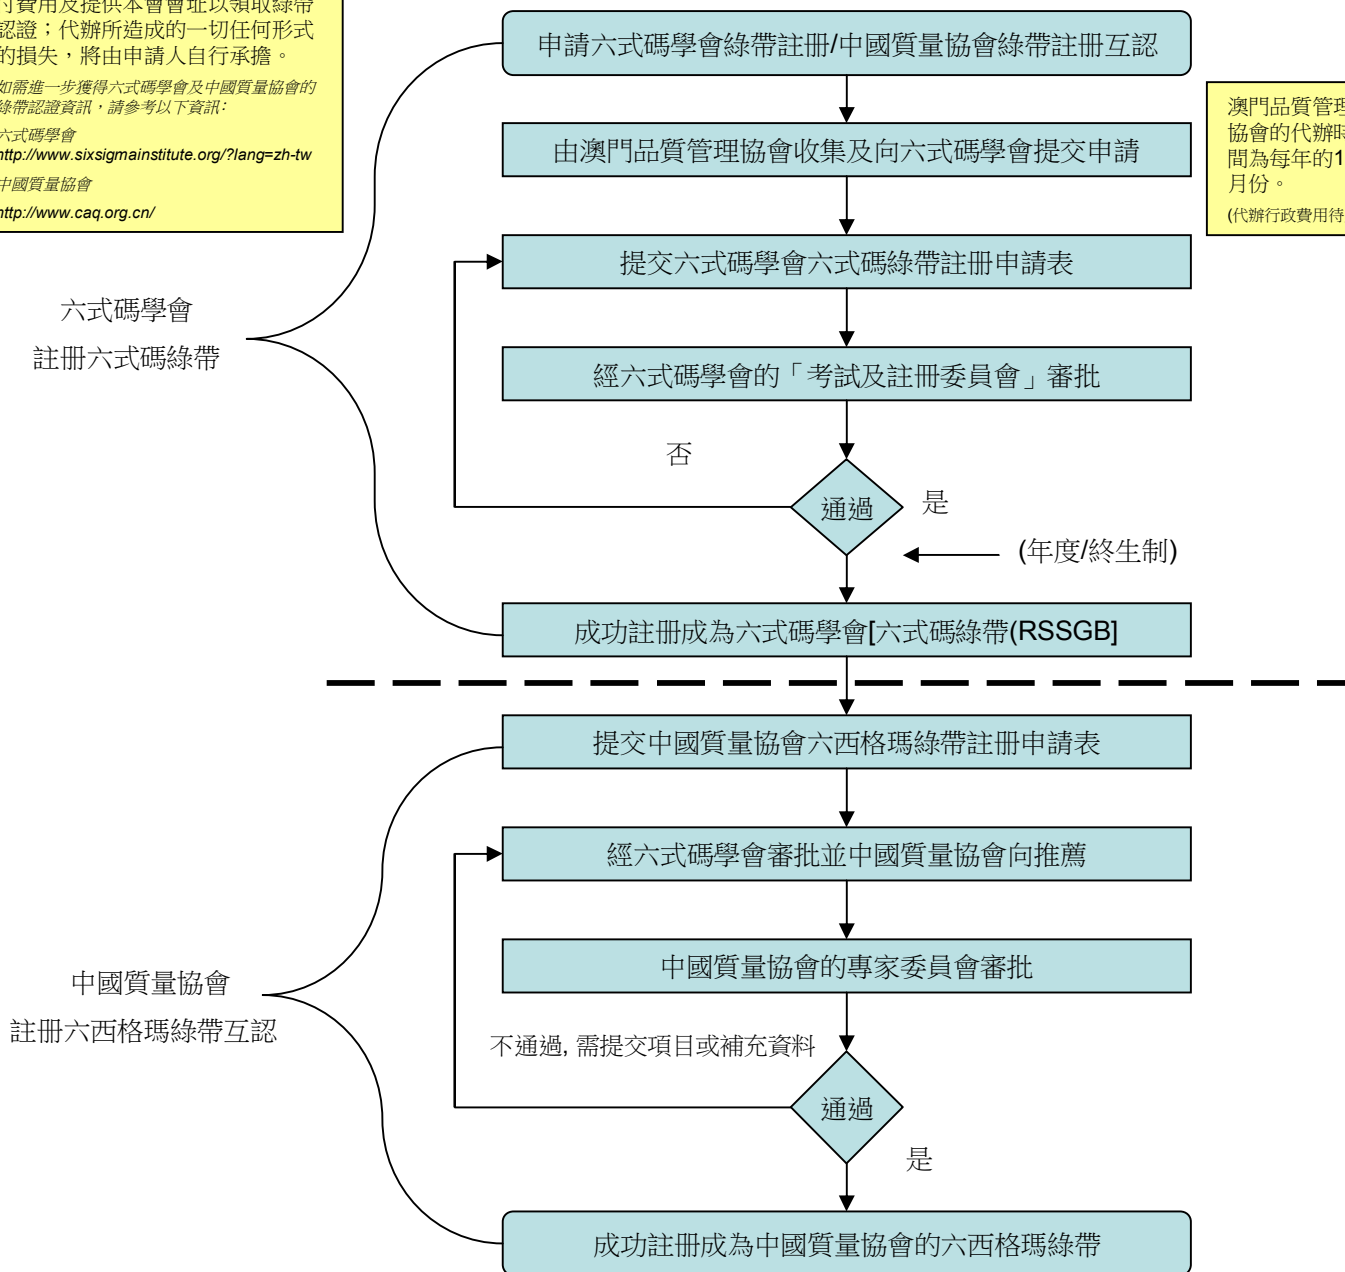 付費用及提供本會會址以領取綠帶
認證；代辦所造成的一切任何形式
的損失，將由申請人自行承擔。
如需進一步獲得六式碼學會及中國質量協會的
綠帶認證資訊，請參考以下資訊：
六式碼學會
http://www.sixsigmainstitute.org/?lang=zh-tw
中國質量協會
http://www.caq.org.cn/
申請六式碼學會綠帶註册/中國質量協會綠帶註册互認
澳門品質管理
協會的代辦時
間為每年的1
月份。
(代辦行政費用待
由澳門品質管理協會收集及向六式碼學會提交申請
提交六式碼學會六式碼綠帶註册申請表
六式碼學會
註册六式碼綠帶
經六式碼學會的「考試及註冊委員會」審批
否
通過
是
(年度/終生制)
成功註册成為六式碼學會[六式碼綠帶(RSSGB]
提交中國質量協會六西格瑪綠帶註册申請表
經六式碼學會審批並中國質量協會向推薦
中國質量協會的專家委員會審批
中國質量協會
註冊六西格瑪綠帶互認
不通過, 需提交項目或補充資料
通過
是
成功註册成為中國質量協會的六西格瑪綠帶